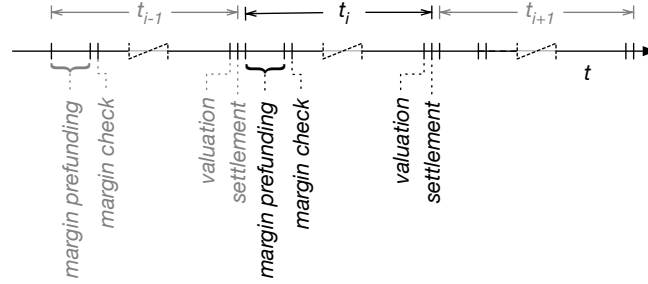 t_{i-1}
t_i
t_{i+1}
t
margin prefunding
margin check
valuation
settlement
margin prefunding
margin check
valuation
settlement